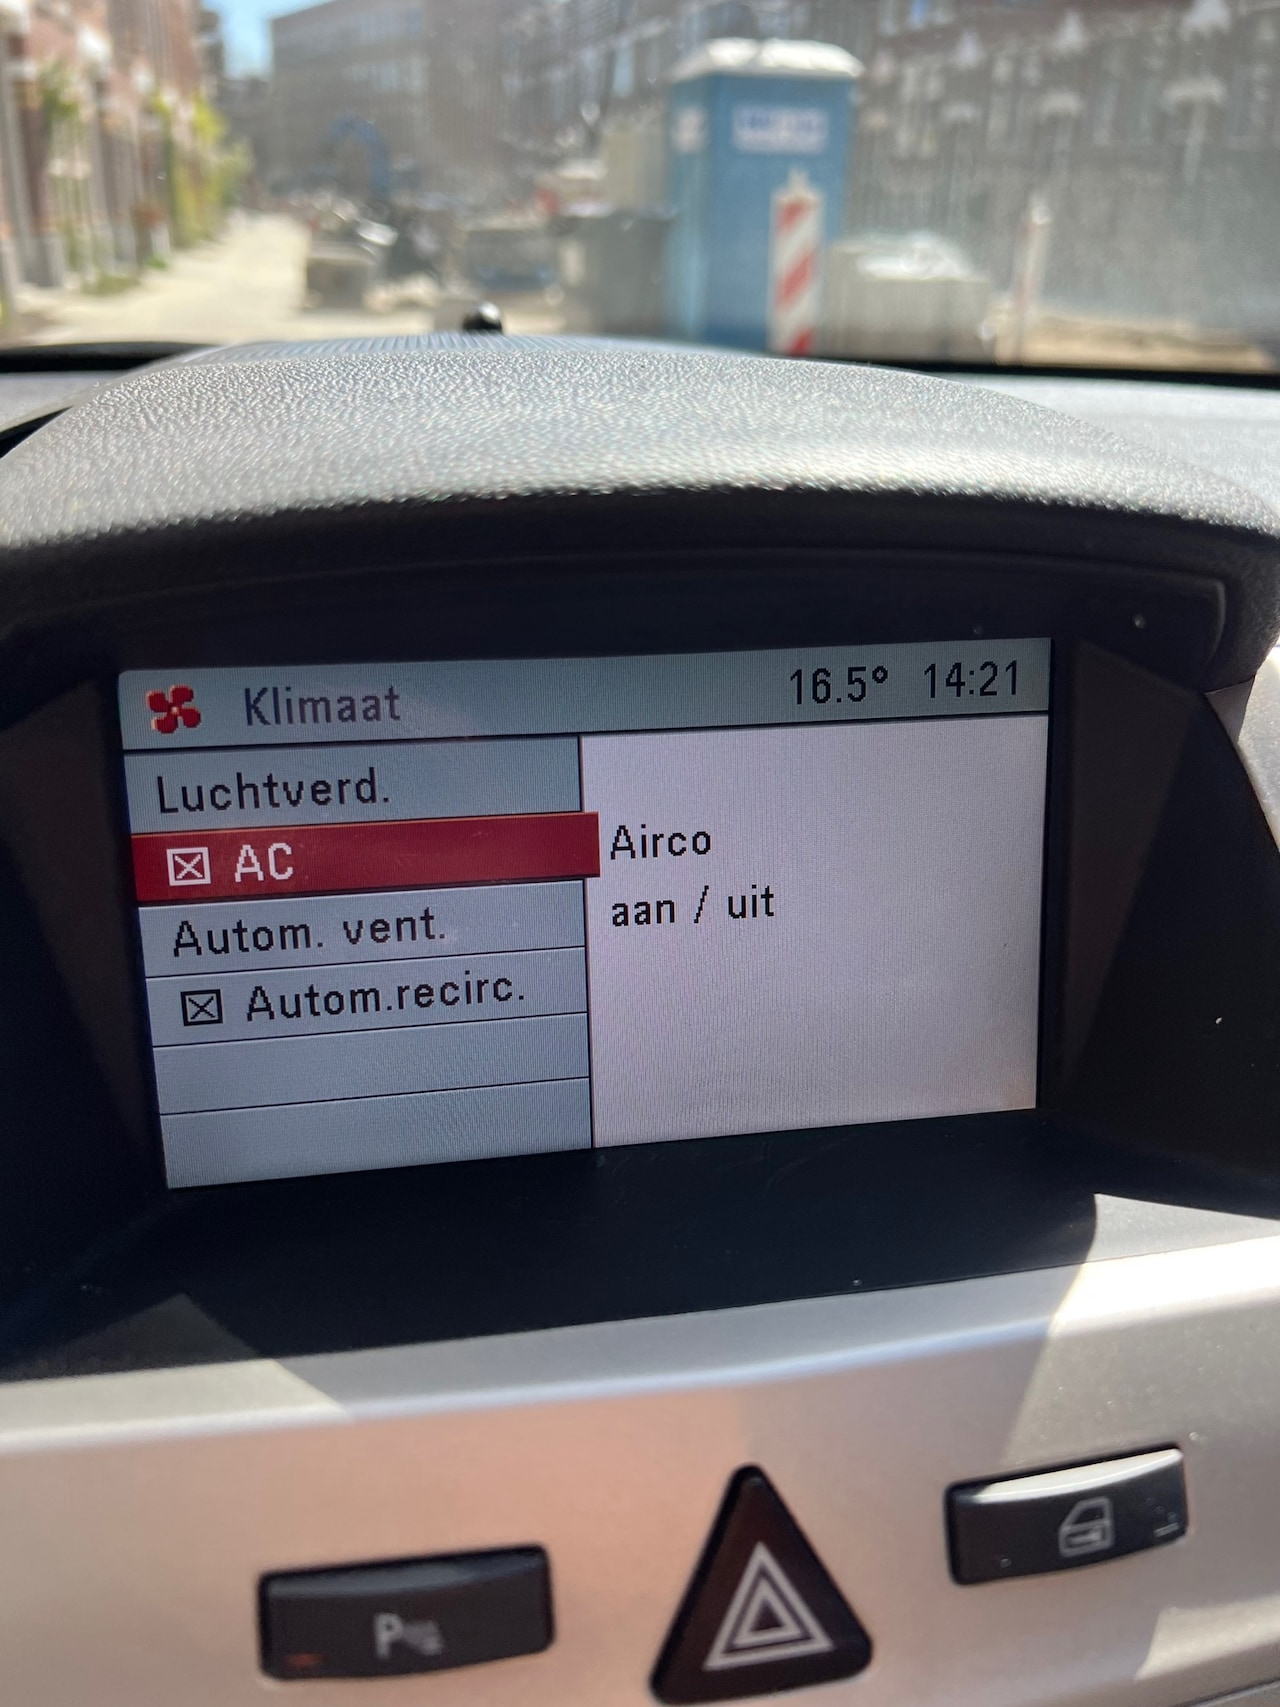 Klimaat 16.5° 14:21
Luchtverd.
AC
Autom. vent.
Autom.recirc.
Airco
aan / uit
P